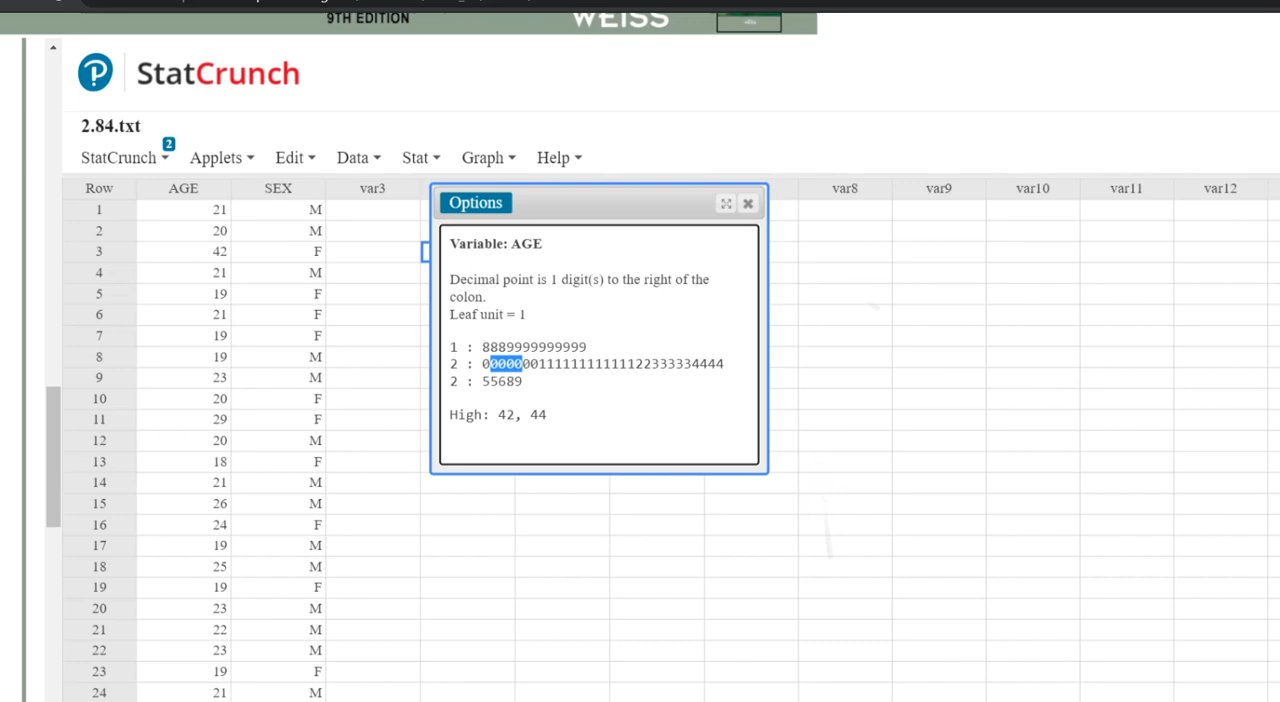 9TH EDITION
WEISS
StatCrunch
2.84.txt
2
StatCrunch Applets Edit Data Stat Graph Help
Row AGE SEX var3 var8 var9 var10 var11 var12
1 21 M
2 20 M
3 42 F
4 21 M
5 19 F
6 21 F
7 19 F
8 19 M
9 23 M
10 20 F
11 29 F
12 20 M
13 18 F
14 21 M
15 26 M
16 24 F
17 19 M
18 25 M
19 19 F
20 23 M
21 22 M
22 23 M
23 19 F
24 21 M
Options
Variable: AGE
Decimal point is 1 digit(s) to the right of the
colon.
Leaf unit = 1
1 : 8889999999999
2 : 000000011111111111122333334444
2 : 55689
High: 42, 44